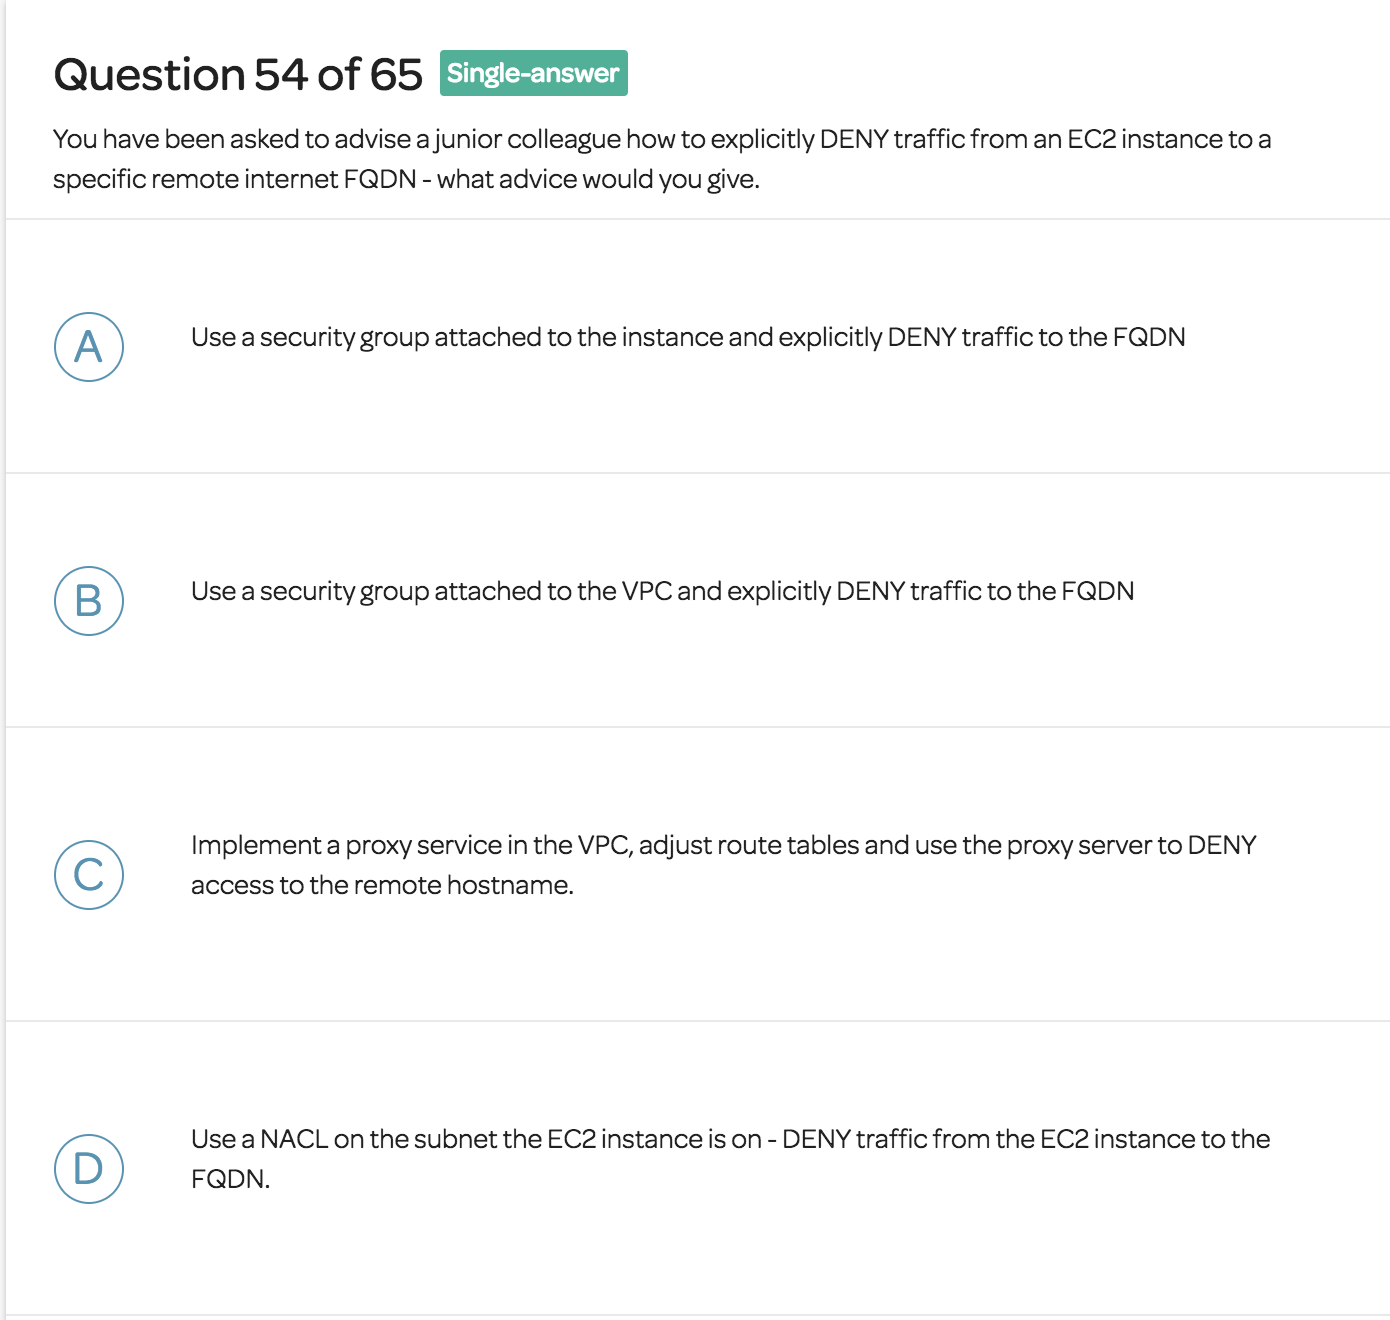 Question 54 of 65 Single-answer
You have been asked to advise a junior colleague how to explicitly DENY traffic from an EC2 instance to a
specific remote internet FQDN - what advice would you give.
A
Use a security group attached to the instance and explicitly DENY traffic to the FQDN
B
Use a security group attached to the VPC and explicitly DENY traffic to the FQDN
C
Implement a proxy service in the VPC, adjust route tables and use the proxy server to DENY
access to the remote hostname.
D
Use a NACL on the subnet the EC2 instance is on - DENY traffic from the EC2 instance to the
FQDN.